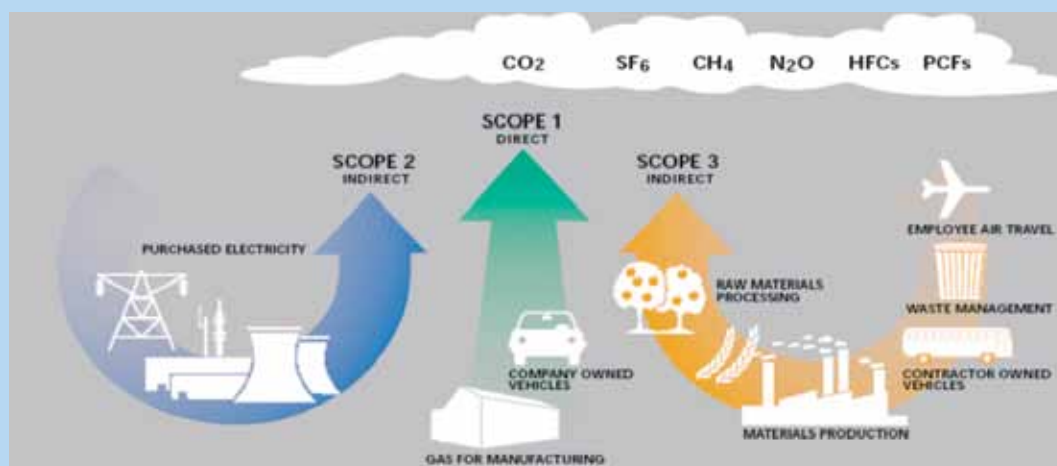 CO2 SF6 CH4 N2O HFCs PCFs
SCOPE 1
DIRECT
SCOPE 2
INDIRECT
SCOPE 3
INDIRECT
PURCHASED ELECTRICITY
COMPANY OWNED
VEHICLES
GAS FOR MANUFACTURING
RAW MATERIALS
PROCESSING
MATERIALS PRODUCTION
EMPLOYEE AIR TRAVEL
WASTE MANAGEMENT
CONTRACTOR OWNED
VEHICLES